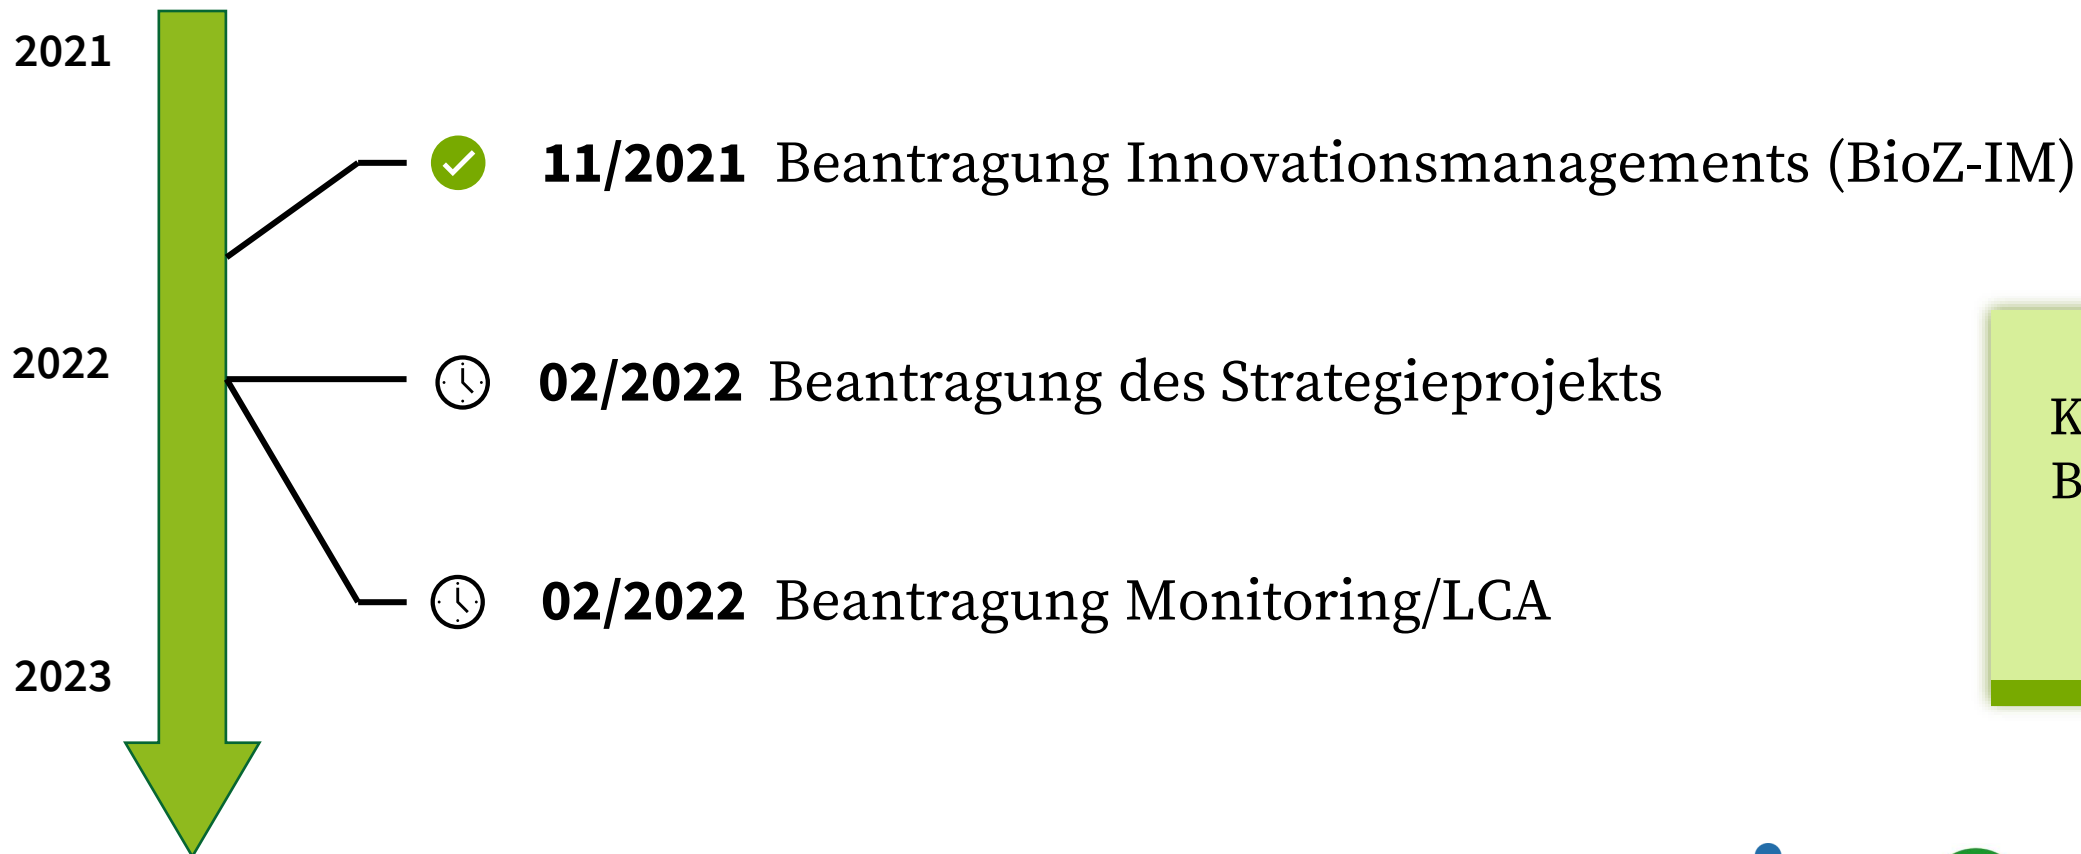 2021
11/2021 Beantragung Innovationsmanagements (BioZ-IM)
2022
02/2022 Beantragung des Strategieprojekts
02/2022 Beantragung Monitoring/LCA
2023